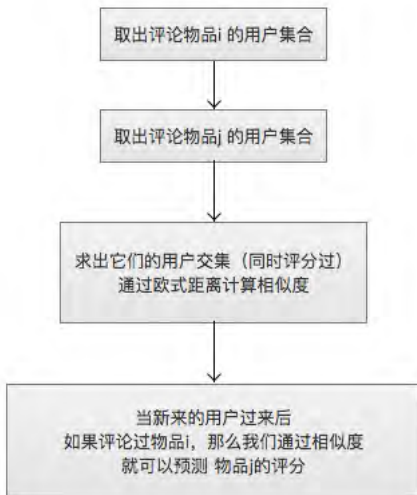 取出评论物品i 的用户集合
取出评论物品j 的用户集合
求出它们的用户交集（同时评分过）
通过欧式距离计算相似度
当新来的用户过来后
如果评论过物品i，那么我们通过相似度
就可以预测 物品j的评分